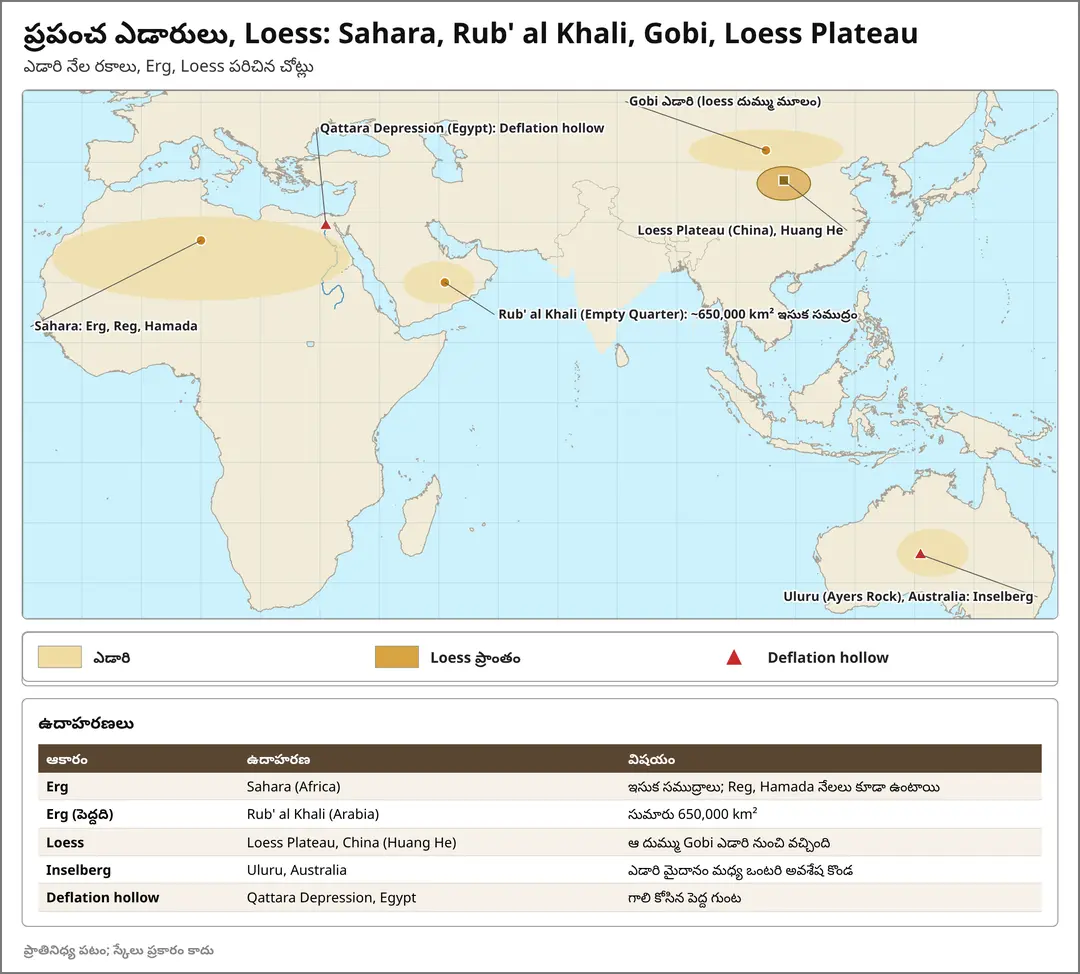 ప్రపంచ ఎడారులు, Loess: Sahara, Rub' al Khali, Gobi, Loess Plateau
ఎడారి నేల రకాలు, Erg, Loess పరిచిన చోట్లు
Gobi ఎడారి (loess దుమ్ము మూలం)
Qattara Depression (Egypt): Deflation hollow
Loess Plateau (China), Huang He
Rub' al Khali (Empty Quarter): ~650,000 km² ఇసుక సముద్రం
Sahara: Erg, Reg, Hamada
Uluru (Ayers Rock), Australia: Inselberg
ఎడారి
Loess ప్రాంతం
Deflation hollow
ఉదాహరణలు
ఆకారం ఉదాహరణ విషయం
Erg Sahara (Africa) ఇసుక సముద్రాలు; Reg, Hamada నేలలు కూడా ఉంటాయి
Erg (పెద్దది) Rub' al Khali (Arabia) సుమారు 650,000 km²
Loess Loess Plateau, China (Huang He) ఆ దుమ్ము Gobi ఎడారి నుంచి వచ్చింది
Inselberg Uluru, Australia ఎడారి మైదానం మధ్య ఒంటరి అవశేష కొండ
Deflation hollow Qattara Depression, Egypt గాలి కోసిన పెద్ద గుంట
ప్రాతినిధ్య పటం; స్కేలు ప్రకారం కాదు